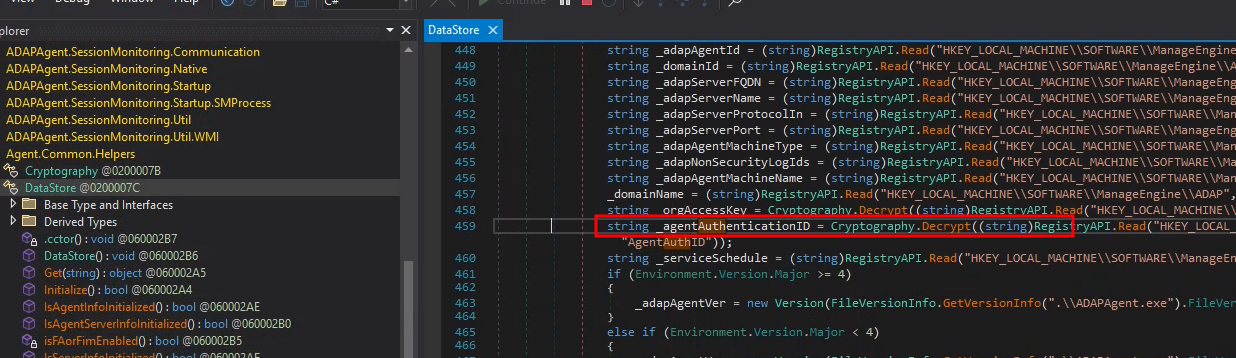 View
Window
Help
C#
Continue
plorer
DataStore
ADAPAgent.SessionMonitoring.Communication
ADAPAgent.SessionMonitoring.Native
ADAPAgent.SessionMonitoring.Startup
ADAPAgent.SessionMonitoring.Startup.SMProcess
ADAPAgent.SessionMonitoring.Util
ADAPAgent.SessionMonitoring.Util.WMI
Agent.Common.Helpers
Cryptography @0200007B
DataStore @0200007C
Base Type and Interfaces
Derived Types
.cctor() : void @060002B7
DataStore() : void @060002B6
Get(string) : object @060002A5
Initialize() : bool @060002A4
IsAgentInfoInitialized() : bool @060002AE
IsAgentServerInfoInitialized() : bool @060002B0
isFAorFimEnabled() : bool @060002B5
448 string _adapAgentId = (string)RegistryAPI.Read("HKEY_LOCAL_MACHINE\\SOFTWARE\\ManageEngine
449 string _domainId = (string)RegistryAPI.Read("HKEY_LOCAL_MACHINE\\SOFTWARE\\ManageEngine\\A
450 string _adapServerFQDN = (string)RegistryAPI.Read("HKEY_LOCAL_MACHINE\\SOFTWARE\\ManageEng
451 string _adapServerName = (string)RegistryAPI.Read("HKEY_LOCAL_MACHINE\\SOFTWARE\\ManageEng
452 string _adapServerProtocolIn = (string)RegistryAPI.Read("HKEY_LOCAL_MACHINE\\SOFTWARE\\Man
453 string _adapServerPort = (string)RegistryAPI.Read("HKEY_LOCAL_MACHINE\\SOFTWARE\\ManageEng
454 string _adapAgentMachineType = (string)RegistryAPI.Read("HKEY_LOCAL_MACHINE\\SOFTWARE\\Man
455 string _adapNonSecurityLogIds = (string)RegistryAPI.Read("HKEY_LOCAL_MACHINE\\SOFTWARE\\Ma
456 string _adapAgentMachineName = (string)RegistryAPI.Read("HKEY_LOCAL_MACHINE\\SOFTWARE\\Man
457 _domainName = (string)RegistryAPI.Read("HKEY_LOCAL_MACHINE\\SOFTWARE\\ManageEngine\\ADAP",
458 string _orgAccessKey = Cryptography.Decrypt((string)RegistryAPI.Read("HKEY_LOCAL_MACHINE\\
459 string _agentAuthenticationID = Cryptography.Decrypt((string)RegistryAPI.Read("HKEY_LOCAL_
"AgentAuthID"));
460 string _serviceSchedule = (string)RegistryAPI.Read("HKEY_LOCAL_MACHINE\\SOFTWARE\\ManageEn
461 if (Environment.Version.Major >= 4)
462 {
463 _adapAgentVer = new Version(FileVersionInfo.GetVersionInfo(".\\ADAPAgent.exe").FileVer
464 }
465 else if (Environment.Version.Major < 4)
466 {